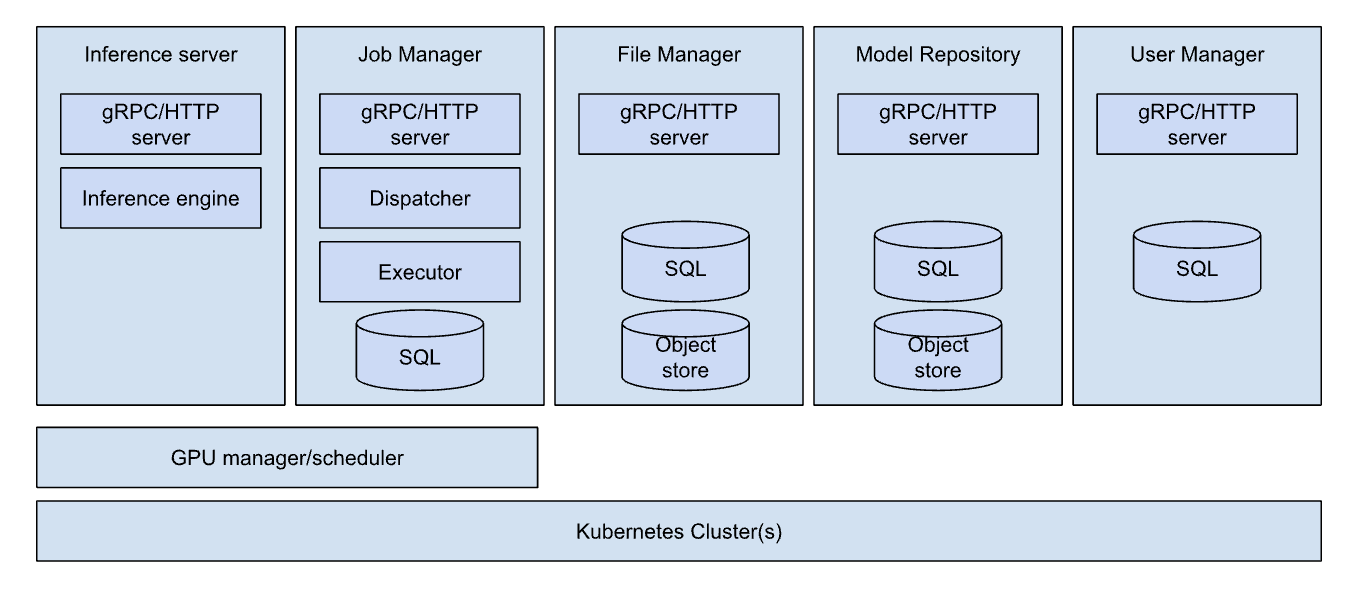 Inference server
gRPC/HTTP
server
Inference engine
Job Manager
gRPC/HTTP
server
Dispatcher
Executor
SQL
File Manager
gRPC/HTTP
server
SQL
Object
store
Model Repository
gRPC/HTTP
server
SQL
Object
store
User Manager
gRPC/HTTP
server
SQL
GPU manager/scheduler
Kubernetes Cluster(s)